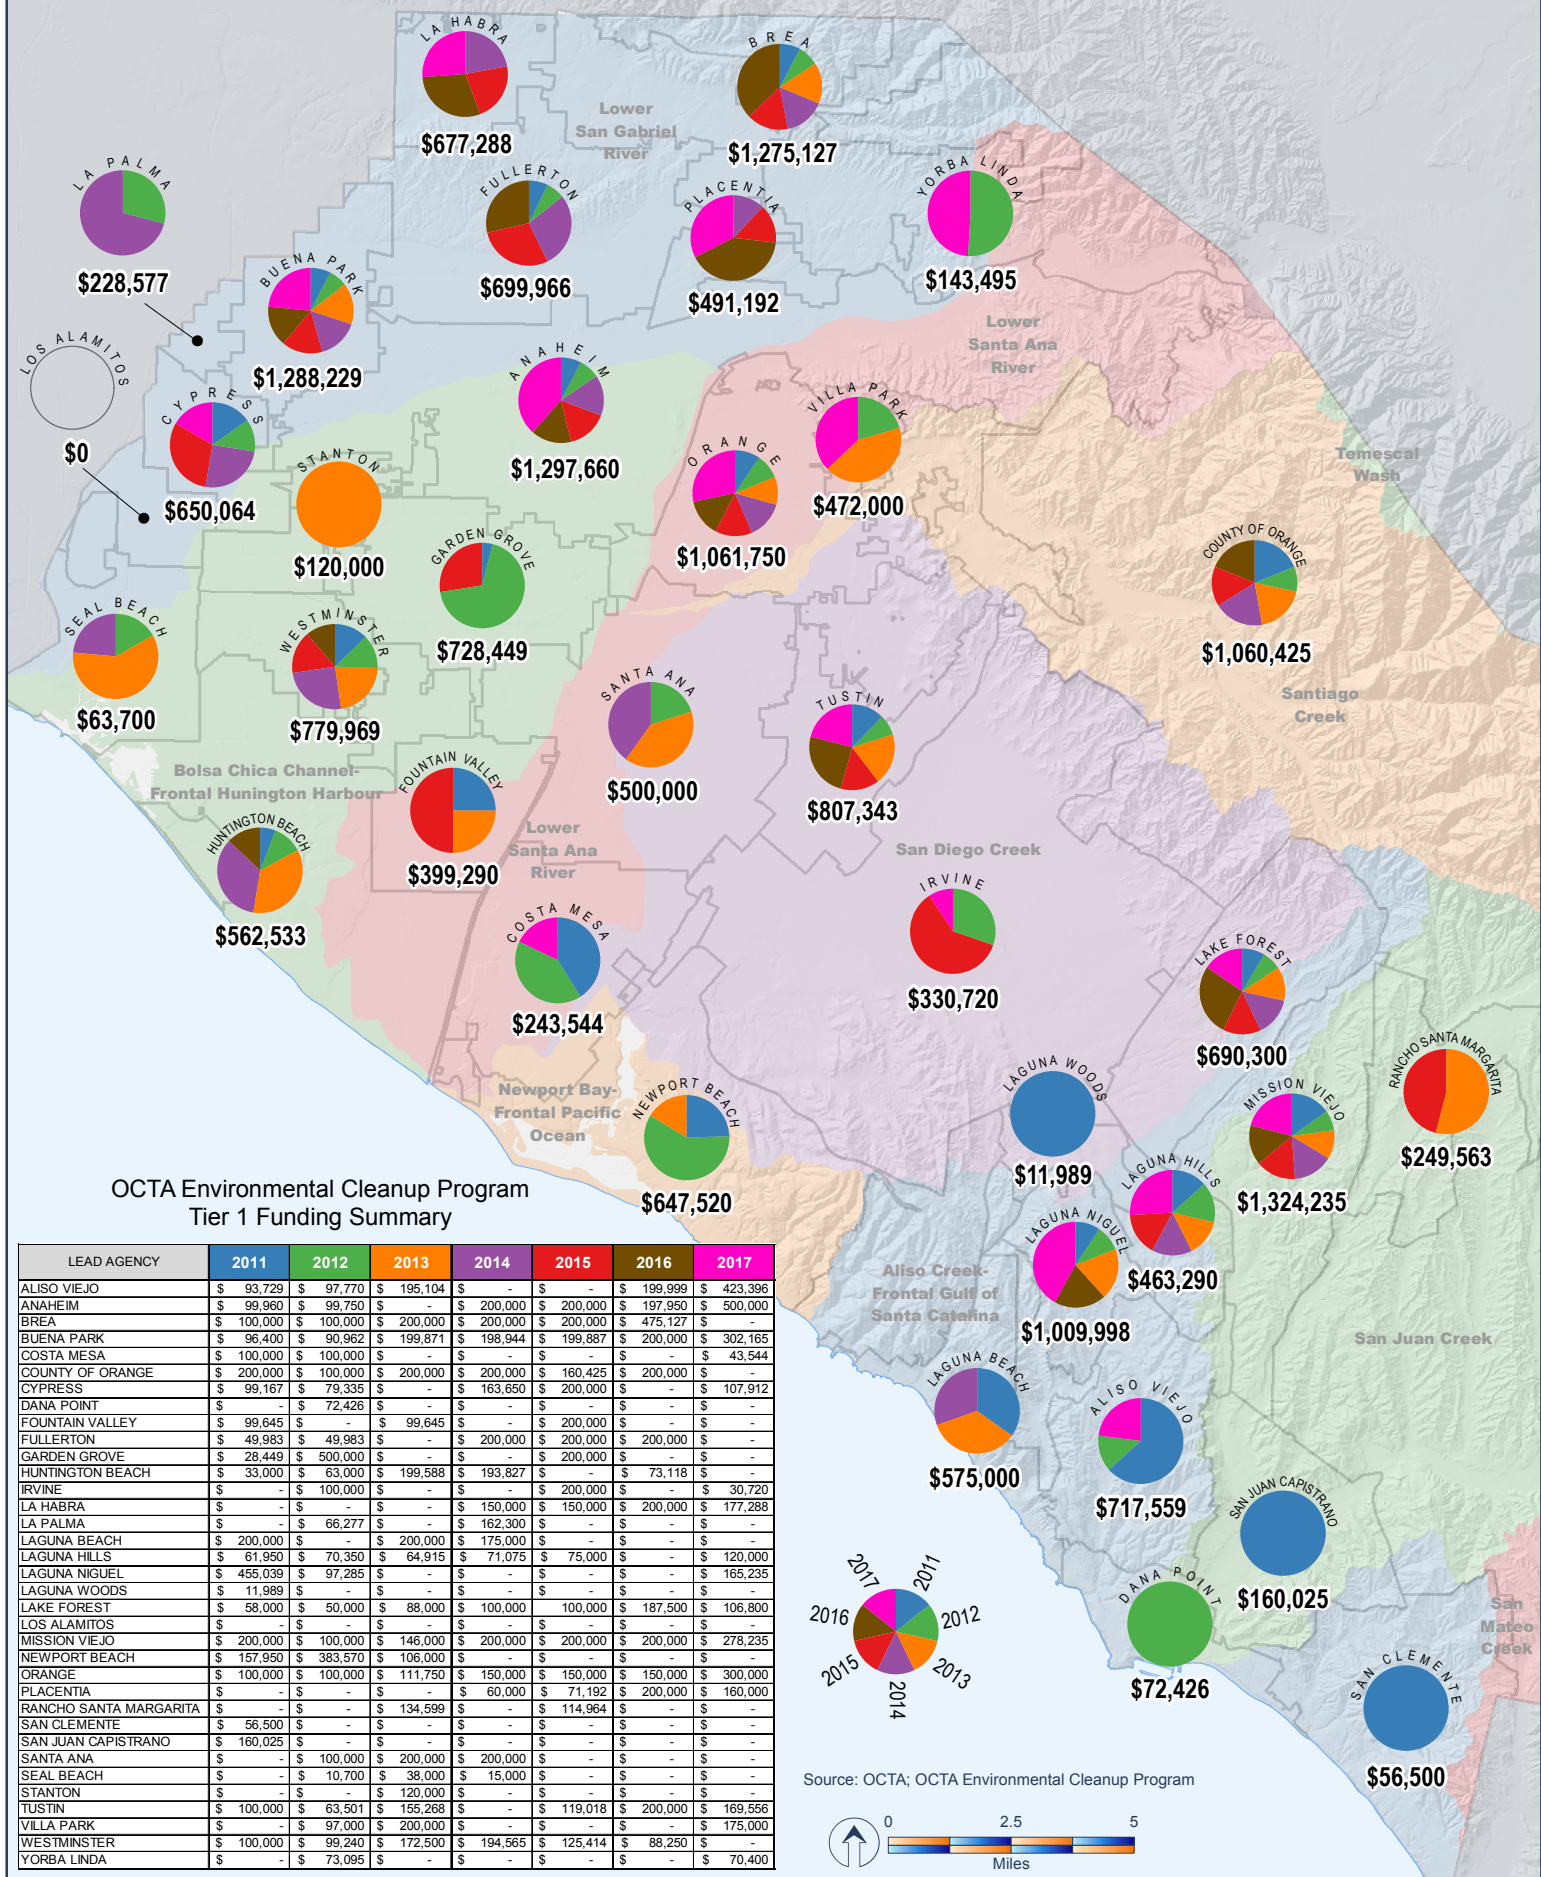 LA HABRA
$677,288
BREA
$1,275,127
Lower
San Gabriel
River
LA PALMA
$228,577
FULLERTON
$699,966
PLACENTIA
$491,192
YORBA LINDA
$143,495
BUENA PARK
$1,288,229
LOS ALAMITOS
$0
Lower
Santa Ana
River
ANAHEIM
$1,297,660
CYPRESS
$650,064
VILLA PARK
$472,000
STANTON
$120,000
ORANGE
$1,061,750
Temescal
Wash
GARDEN GROVE
$728,449
COUNTY OF ORANGE
$1,060,425
SEAL BEACH
$63,700
WESTMINSTER
$779,969
SANTA ANA
$500,000
TUSTIN
$807,343
Santiago
Creek
Bolsa Chica Channel-
Frontal Hunington Harbour
FOUNTAIN VALLEY
$399,290
Lower
Santa Ana
River
San Diego Creek
HUNTINGTON BEACH
$562,533
COSTA MESA
$243,544
IRVINE
$330,720
LAKE FOREST
$690,300
RANCHO SANTA MARGARITA
$249,563
Newport Bay-
Frontal Pacific
Ocean
NEWPORT BEACH
$647,520
LAGUNA WOODS
$11,989
MISSION VIEJO
$1,324,235
LAGUNA HILLS
$463,290
LAGUNA NIGUEL
$1,009,998
Aliso Creek-
Frontal Gulf of
Santa Catalina
San Juan Creek
LAGUNA BEACH
$575,000
ALISO VIEJO
$717,559
SAN JUAN CAPISTRANO
$160,025
DANA POINT
$72,426
San
Mateo
Creek
SAN CLEMENTE
$56,500
OCTA Environmental Cleanup Program
Tier 1 Funding Summary
LEAD AGENCY 2011 2012 2013 2014 2015 2016 2017
ALISO VIEJO $ 93,729 $ 97,770 $ 195,104 $ - $ - $ 199,999 $ 423,396
ANAHEIM $ 99,960 $ 99,750 $ - $ 200,000 $ 200,000 $ 197,950 $ 500,000
BREA $ 100,000 $ 100,000 $ 200,000 $ 200,000 $ 200,000 $ 475,127 $ -
BUENA PARK $ 96,400 $ 90,962 $ 199,871 $ 198,944 $ 199,887 $ 200,000 $ 302,165
COSTA MESA $ 100,000 $ 100,000 $ - $ - $ - $ - $ 43,544
COUNTY OF ORANGE $ 200,000 $ 100,000 $ 200,000 $ 200,000 $ 160,425 $ 200,000 $ -
CYPRESS $ 99,167 $ 79,335 $ - $ 163,650 $ 200,000 $ - $ 107,912
DANA POINT $ - $ 72,426 $ - $ - $ - $ - $ -
FOUNTAIN VALLEY $ 99,645 $ - $ 99,645 $ - $ 200,000 $ - $ -
FULLERTON $ 49,983 $ 49,983 $ - $ 200,000 $ 200,000 $ 200,000 $ -
GARDEN GROVE $ 28,449 $ 500,000 $ - $ - $ 200,000 $ - $ -
HUNTINGTON BEACH $ 33,000 $ 63,000 $ 199,588 $ 193,827 $ - $ 73,118 $ -
IRVINE $ - $ 100,000 $ - $ - $ 200,000 $ - $ 30,720
LA HABRA $ - $ - $ - $ 150,000 $ 150,000 $ 200,000 $ 177,288
LA PALMA $ - $ 66,277 $ - $ 162,300 $ - $ - $ -
LAGUNA BEACH $ 200,000 $ - $ 200,000 $ 175,000 $ - $ - $ -
LAGUNA HILLS $ 61,950 $ 70,350 $ 64,915 $ 71,075 $ 75,000 $ - $ 120,000
LAGUNA NIGUEL $ 455,039 $ 97,285 $ - $ - $ - $ - $ 165,235
LAGUNA WOODS $ 11,989 $ - $ - $ - $ - $ - $ -
LAKE FOREST $ 58,000 $ 50,000 $ 88,000 $ 100,000 100,000 $ 187,500 $ 106,800
LOS ALAMITOS $ - $ - $ - $ - $ - $ - $ -
MISSION VIEJO $ 200,000 $ 100,000 $ 146,000 $ 200,000 $ 200,000 $ 200,000 $ 278,235
NEWPORT BEACH $ 157,950 $ 383,570 $ 106,000 $ - $ - $ - $ -
ORANGE $ 100,000 $ 100,000 $ 111,750 $ 150,000 $ 150,000 $ 150,000 $ 300,000
PLACENTIA $ - $ - $ - $ 60,000 $ 71,192 $ 200,000 $ 160,000
RANCHO SANTA MARGARITA $ - $ - $ 134,599 $ - $ 114,964 $ - $ -
SAN CLEMENTE $ 56,500 $ - $ - $ - $ - $ - $ -
SAN JUAN CAPISTRANO $ 160,025 $ - $ - $ - $ - $ - $ -
SANTA ANA $ - $ 100,000 $ 200,000 $ 200,000 $ - $ - $ -
SEAL BEACH $ - $ 10,700 $ 38,000 $ 15,000 $ - $ - $ -
STANTON $ - $ - $ 120,000 $ - $ - $ - $ -
TUSTIN $ 100,000 $ 63,501 $ 155,268 $ - $ 119,018 $ 200,000 $ 169,556
VILLA PARK $ - $ 97,000 $ 200,000 $ - $ - $ - $ 175,000
WESTMINSTER $ 100,000 $ 99,240 $ 172,500 $ 194,565 $ 125,414 $ 88,250 $ -
YORBA LINDA $ - $ 73,095 $ - $ - $ - $ - $ 70,400
2011
2012
2013
2014
2015
2016
2017
Source: OCTA; OCTA Environmental Cleanup Program
0 2.5 5
Miles